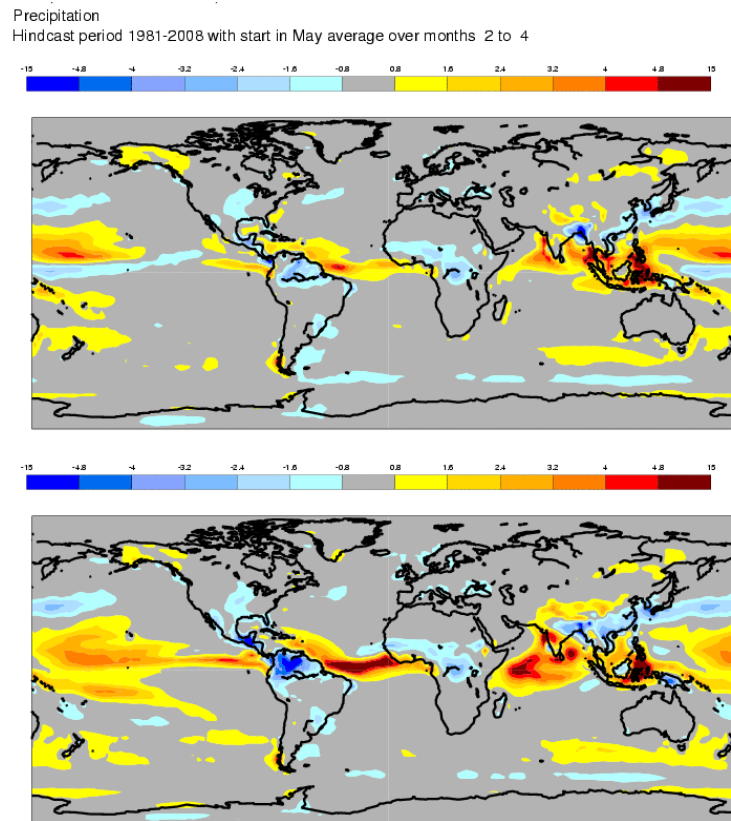 Precipitation
Hindcast period 1981-2008 with start in May average over months 2 to 4
-15 -4.8 -4 -3.2 -2.4 -1.6 -0.8 0.8 1.6 2.4 3.2 4 4.8 15
-15 -4.8 -4 -3.2 -2.4 -1.6 -0.8 0.8 1.6 2.4 3.2 4 4.8 15